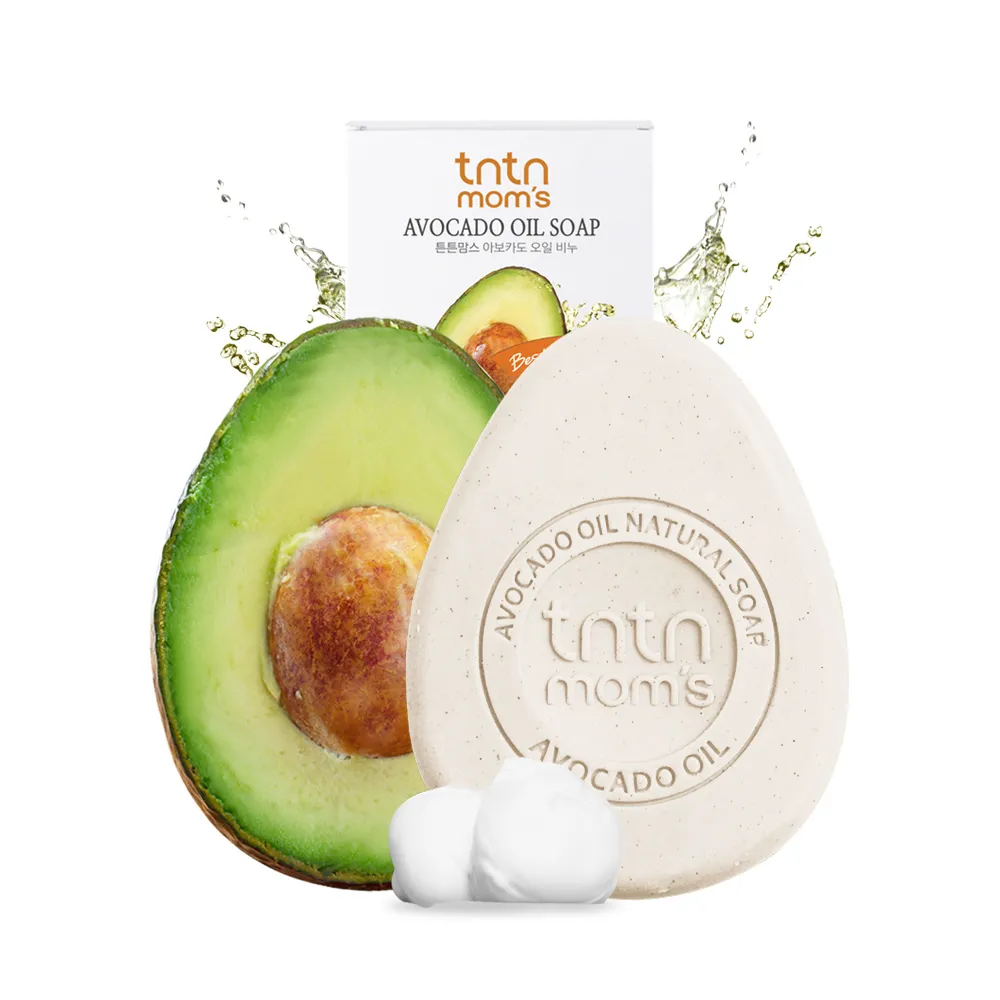 tntn
mom's
AVOCADO OIL SOAP
튼튼맘스 아보카도 오일 비누
AVOCADO OIL NATURAL SOAP
tntn
mom's
AVOCADO OIL